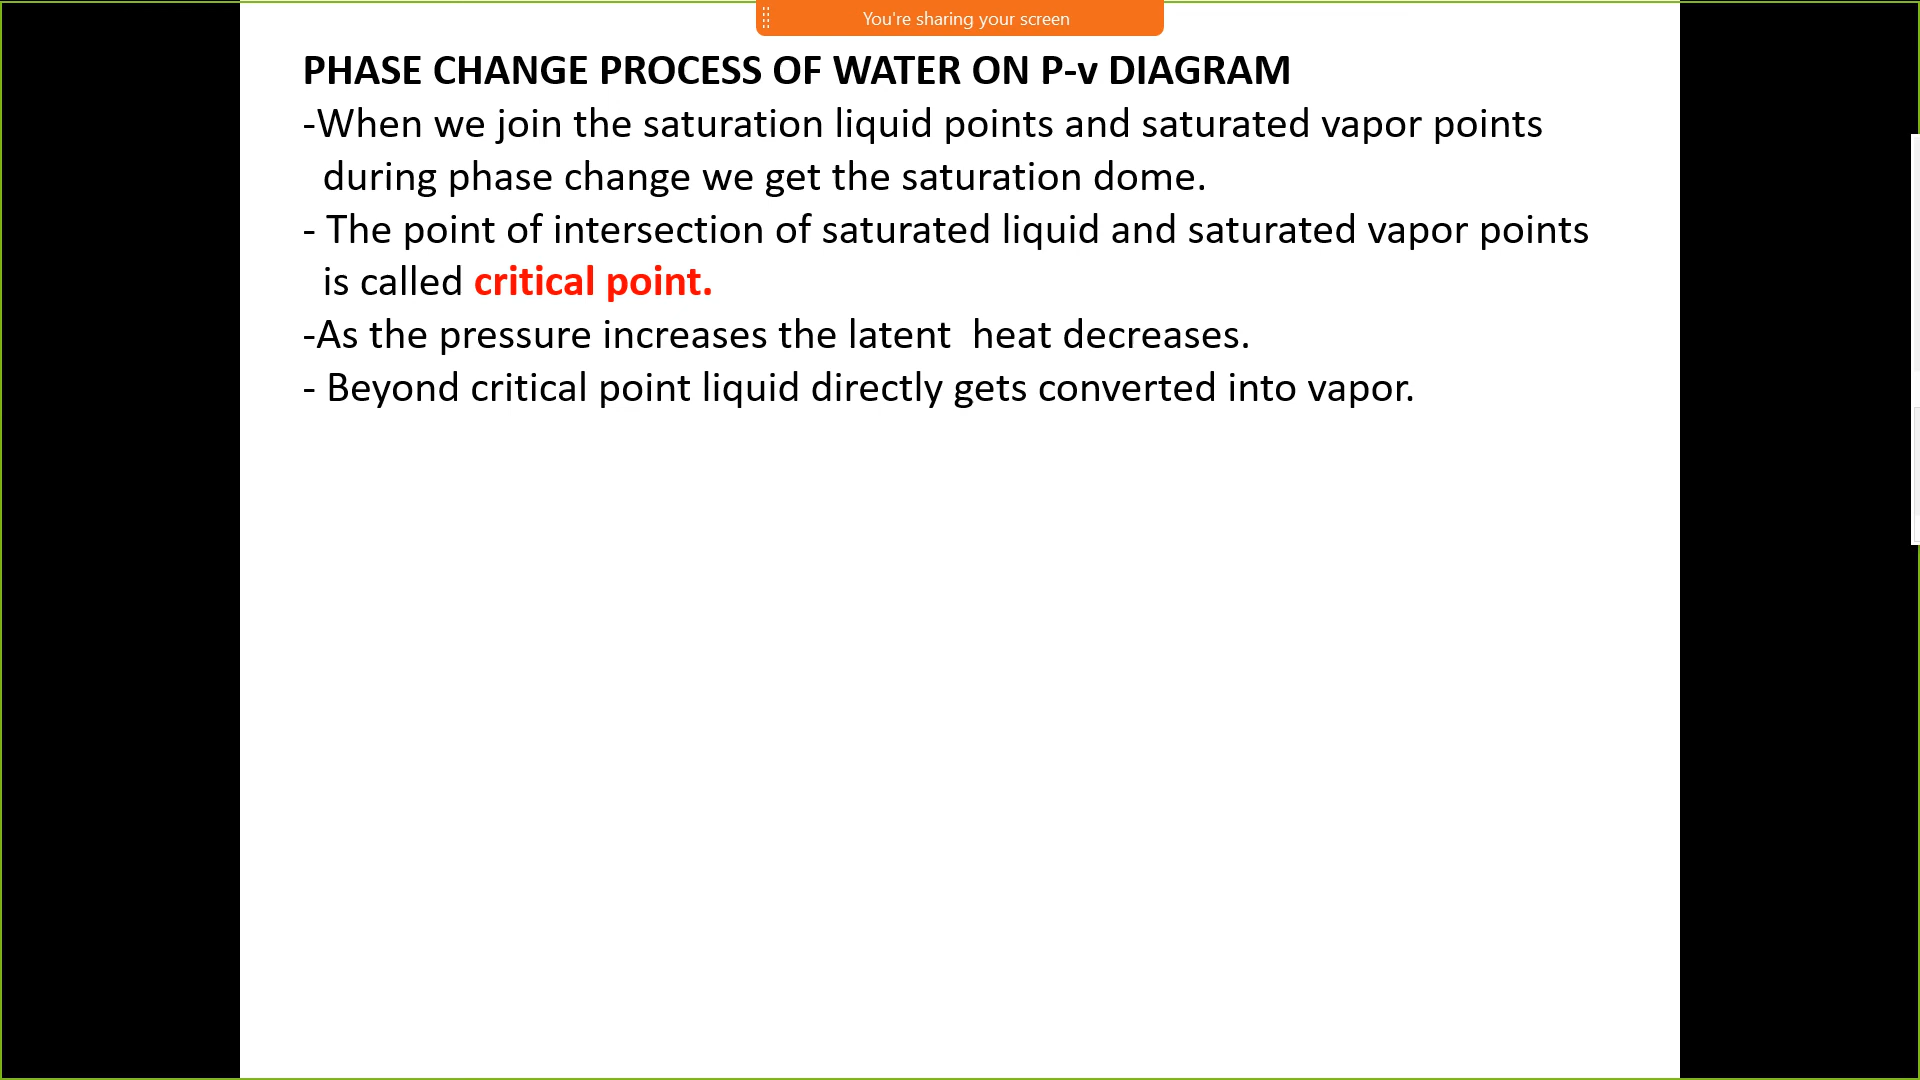 You're sharing your screen
PHASE CHANGE PROCESS OF WATER ON P-v DIAGRAM
-When we join the saturation liquid points and saturated vapor points
during phase change we get the saturation dome.
- The point of intersection of saturated liquid and saturated vapor points
is called critical point.
-As the pressure increases the latent  heat decreases.
- Beyond critical point liquid directly gets converted into vapor.